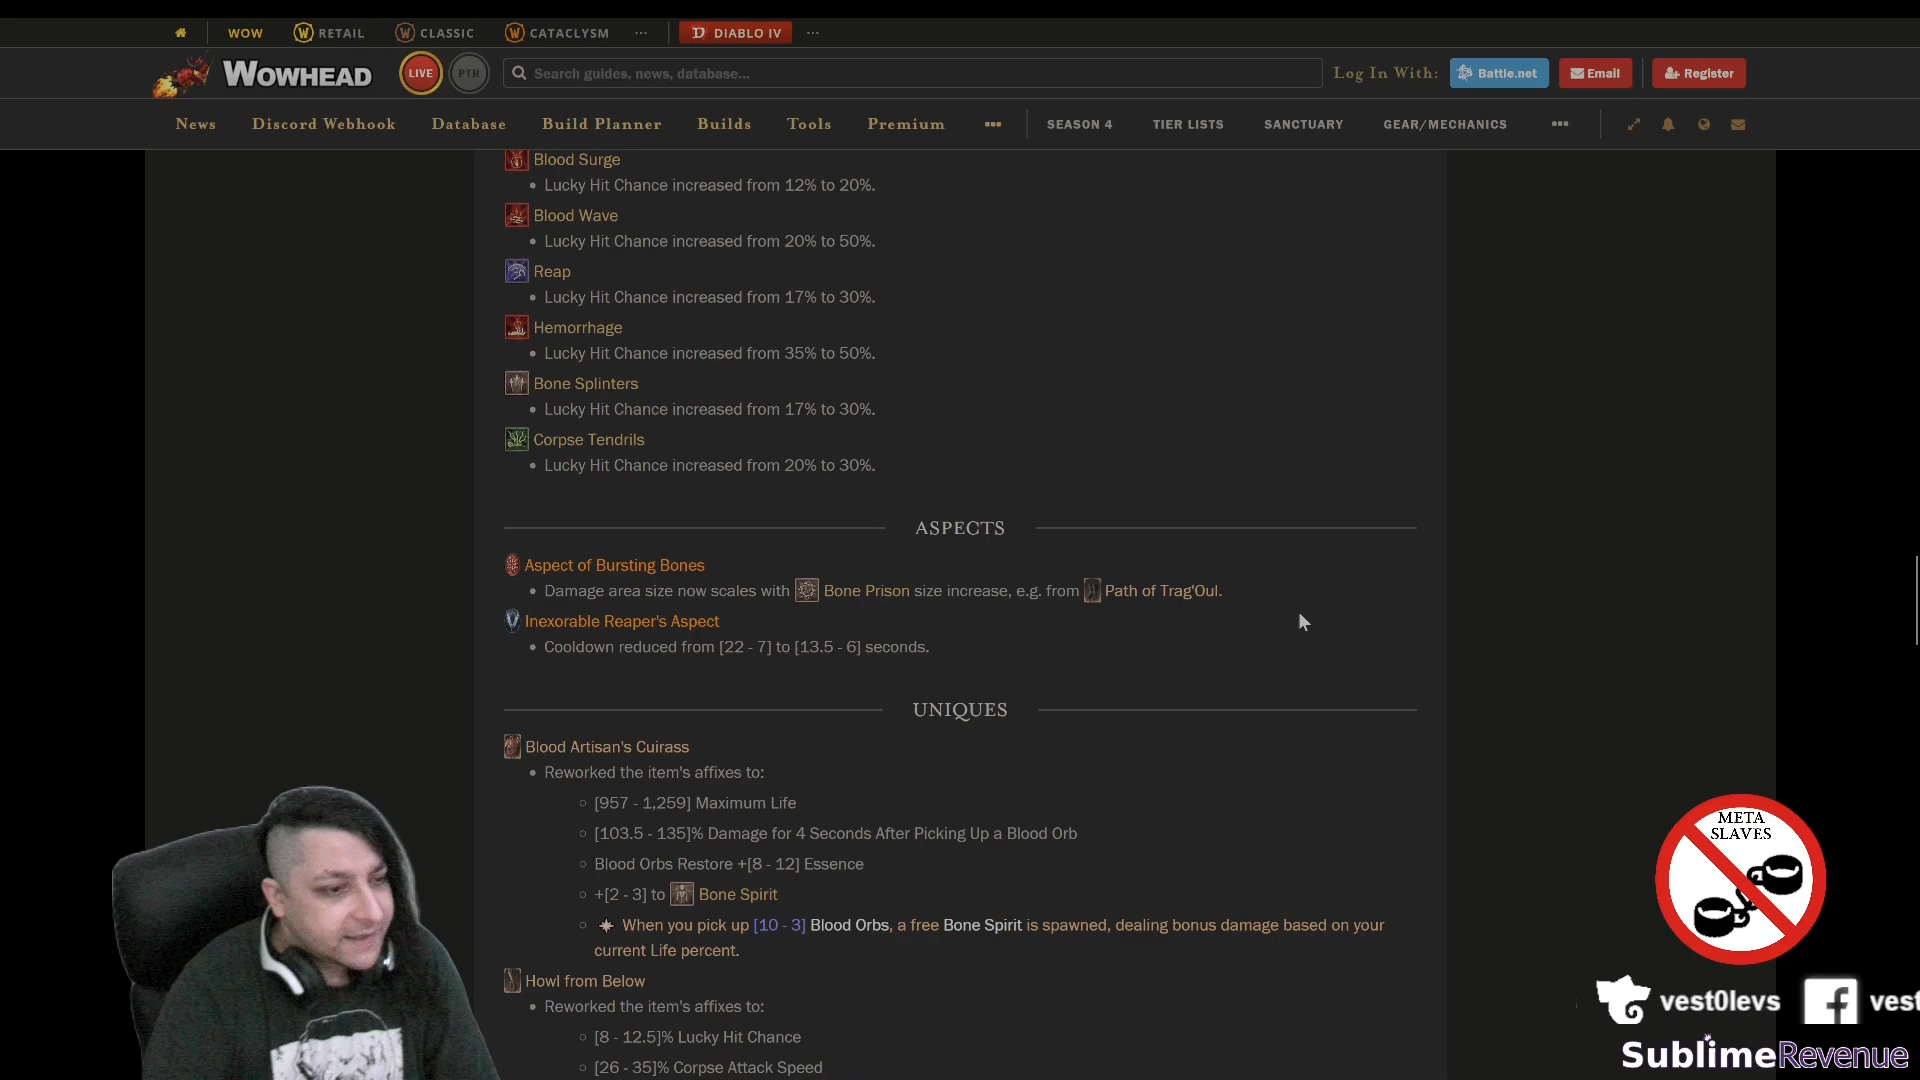 WOW
RETAIL
CLASSIC
CATACLYSM
DIABLO IV
WOWHEAD
LIVE
PTR
Search guides, news, database...
Log In With:
Battle.net
Email
Register
News
Discord Webhook
Database
Build Planner
Builds
Tools
Premium
SEASON 4
TIER LISTS
SANCTUARY
GEAR/MECHANICS
Blood Surge
• Lucky Hit Chance increased from 12% to 20%.
Blood Wave
• Lucky Hit Chance increased from 20% to 50%.
Reap
• Lucky Hit Chance increased from 17% to 30%.
Hemorrhage
• Lucky Hit Chance increased from 35% to 50%.
Bone Splinters
• Lucky Hit Chance increased from 17% to 30%.
Corpse Tendrils
• Lucky Hit Chance increased from 20% to 30%.
ASPECTS
Aspect of Bursting Bones
• Damage area size now scales with Bone Prison size increase, e.g. from Path of Trag'Oul.
Inexorable Reaper's Aspect
• Cooldown reduced from [22 - 7] to [13.5 - 6] seconds.
UNIQUES
Blood Artisan's Cuirass
• Reworked the item's affixes to:
○ [957 - 1,259] Maximum Life
○ [103.5 - 135]% Damage for 4 Seconds After Picking Up a Blood Orb
○ Blood Orbs Restore +[8 - 12] Essence
○ +[2 - 3] to Bone Spirit
○ When you pick up [10 - 3] Blood Orbs, a free Bone Spirit is spawned, dealing bonus damage based on your
current Life percent.
Howl from Below
• Reworked the item's affixes to:
○ [8 - 12.5]% Lucky Hit Chance
○ [26 - 35]% Corpse Attack Speed
META
SLAVES
vest0levs
vest
SublimeRevenue